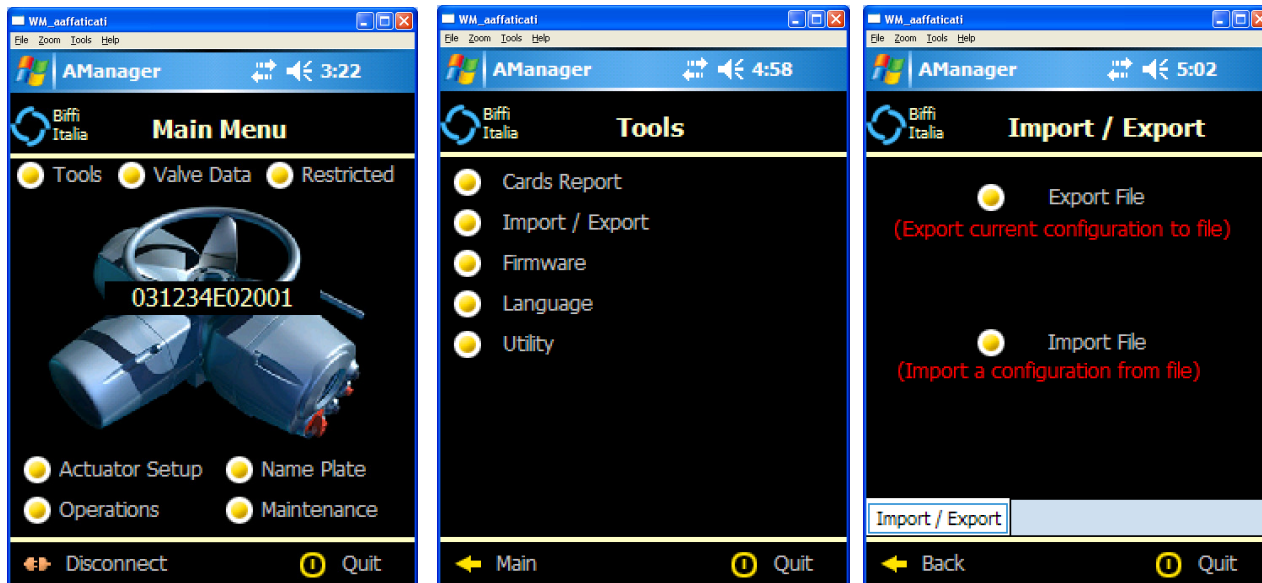 WM_aaffaticati
File Zoom Tools Help
AManager 3:22
Biffi
Italia
Main Menu
Tools Valve Data Restricted
031234E02001
Actuator Setup Name Plate
Operations Maintenance
Disconnect Quit
WM_aaffaticati
File Zoom Tools Help
AManager 4:58
Biffi
Italia
Tools
Cards Report
Import / Export
Firmware
Language
Utility
Main Quit
WM_aaffaticati
File Zoom Tools Help
AManager 5:02
Biffi
Italia
Import / Export
Export File
(Export current configuration to file)
Import File
(Import a configuration from file)
Import / Export
Back Quit